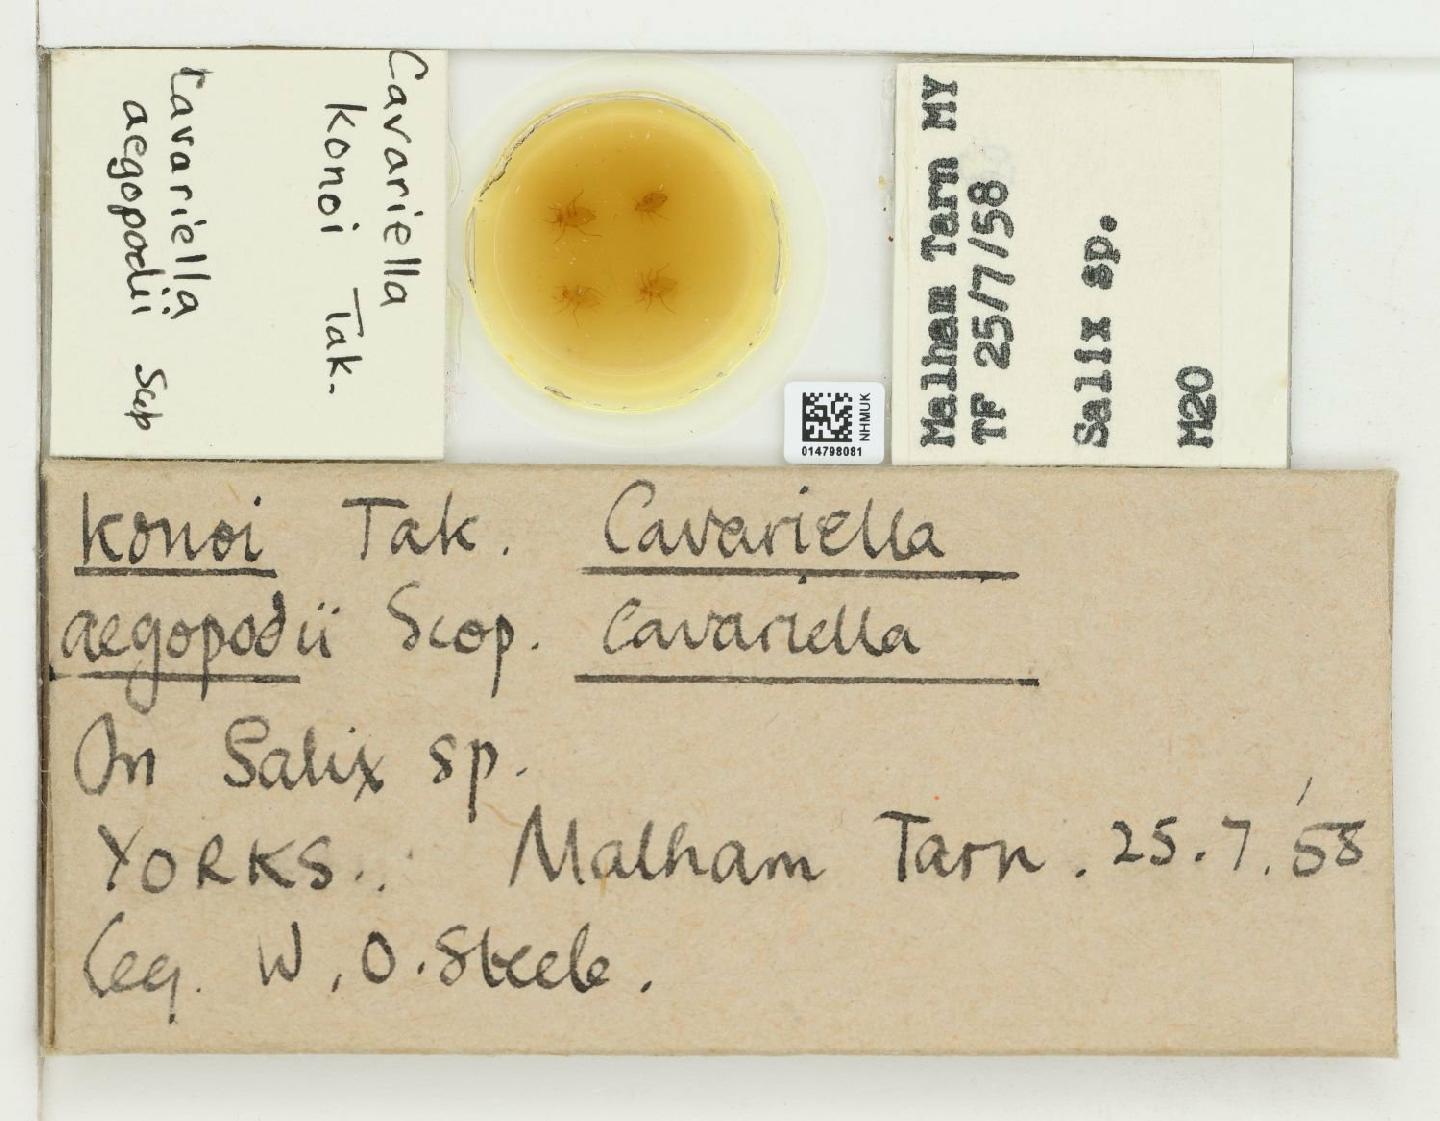 Cavariella
konoi Tak.
Cavariella
aegopodii Scop
NHMUK
014798081
Malham Tarn MY
TF 25/7/58
Salix sp.
M20
konoi Tak. Cavariella
aegopodii Scop. Cavariella
On Salix sp.
YORKS.. Malham Tarn. 25.7.'58
Leg. W.O.Steele.